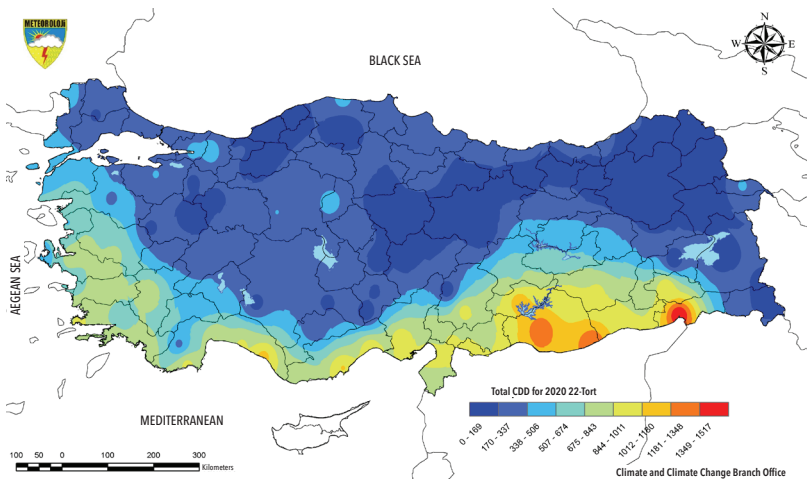 METEOROLOJİ
N
W E
S
BLACK SEA
AEGEAN SEA
MEDITERRANEAN
Total CDD for 2020 22-Tort
0 - 169
170 - 337
338 - 506
507 - 674
675 - 843
844 - 1011
1012 - 1180
1181 - 1348
1349 - 1517
100 50 0 100 200 300
Kilometers
Climate and Climate Change Branch Office